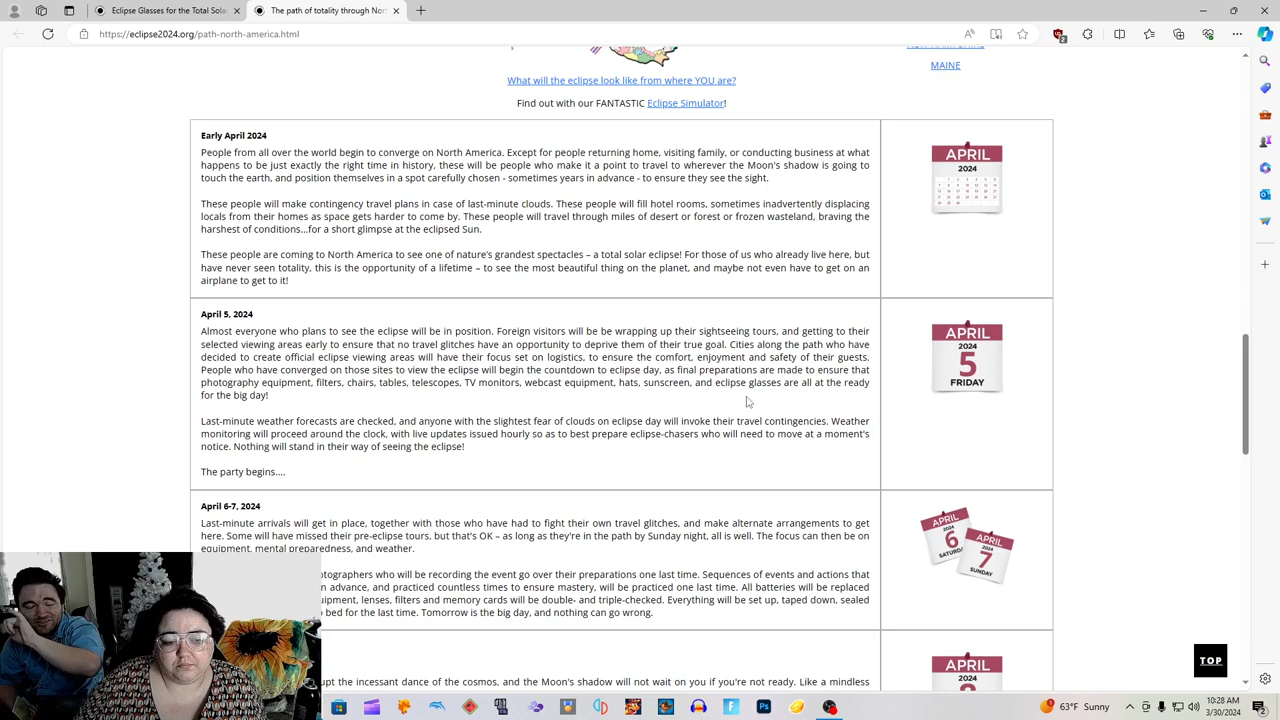 Eclipse Glasses for the Total Solar
The path of totality through Nor
https://eclipse2024.org/path-north-america.html
MAINE
What will the eclipse look like from where YOU are?
Find out with our FANTASTIC Eclipse Simulator!
Early April 2024
People from all over the world begin to converge on North America. Except for people returning home, visiting family, or conducting business at what
happens to be just exactly the right time in history, these will be people who make it a point to travel to wherever the Moon's shadow is going to
touch the earth, and position themselves in a spot carefully chosen - sometimes years in advance - to ensure they see the sight.
These people will make contingency travel plans in case of last-minute clouds. These people will fill hotel rooms, sometimes inadvertently displacing
locals from their homes as space gets harder to come by. These people will travel through miles of desert or forest or frozen wasteland, braving the
harshest of conditions...for a short glimpse at the eclipsed Sun.
These people are coming to North America to see one of nature's grandest spectacles – a total solar eclipse! For those of us who already live here, but
have never seen totality, this is the opportunity of a lifetime – to see the most beautiful thing on the planet, and maybe not even have to get on an
airplane to get to it!
APRIL
2024
April 5, 2024
Almost everyone who plans to see the eclipse will be in position. Foreign visitors will be be wrapping up their sightseeing tours, and getting to their
selected viewing areas early to ensure that no travel glitches have an opportunity to deprive them of their true goal. Cities along the path who have
decided to create official eclipse viewing areas will have their focus set on logistics, to ensure the comfort, enjoyment and safety of their guests.
People who have converged on those sites to view the eclipse will begin the countdown to eclipse day, as final preparations are made to ensure that
photography equipment, filters, chairs, tables, telescopes, TV monitors, webcast equipment, hats, sunscreen, and eclipse glasses are all at the ready
for the big day!
Last-minute weather forecasts are checked, and anyone with the slightest fear of clouds on eclipse day will invoke their travel contingencies. Weather
monitoring will proceed around the clock, with live updates issued hourly so as to best prepare eclipse-chasers who will need to move at a moment's
notice. Nothing will stand in their way of seeing the eclipse!
The party begins....
APRIL
2024
5
FRIDAY
April 6-7, 2024
Last-minute arrivals will get in place, together with those who have had to fight their own travel glitches, and make alternate arrangements to get
here. Some will have missed their pre-eclipse tours, but that's OK – as long as they're in the path by Sunday night, all is well. The focus can then be on
equipment, mental preparedness, and weather.
otographers who will be recording the event go over their preparations one last time. Sequences of events and actions that
n advance, and practiced countless times to ensure mastery, will be practiced one last time. All batteries will be replaced
uipment, lenses, filters and memory cards will be double- and triple-checked. Everything will be set up, taped down, sealed
o bed for the last time. Tomorrow is the big day, and nothing can go wrong.
APRIL
2024
6
SATURDA
APRIL
2024
7
SUNDAY
upt the incessant dance of the cosmos, and the Moon's shadow will not wait on you if you're not ready. Like a mindless
APRIL
2024
TOP
63°F Sunny
10:28 AM
3/30/2024